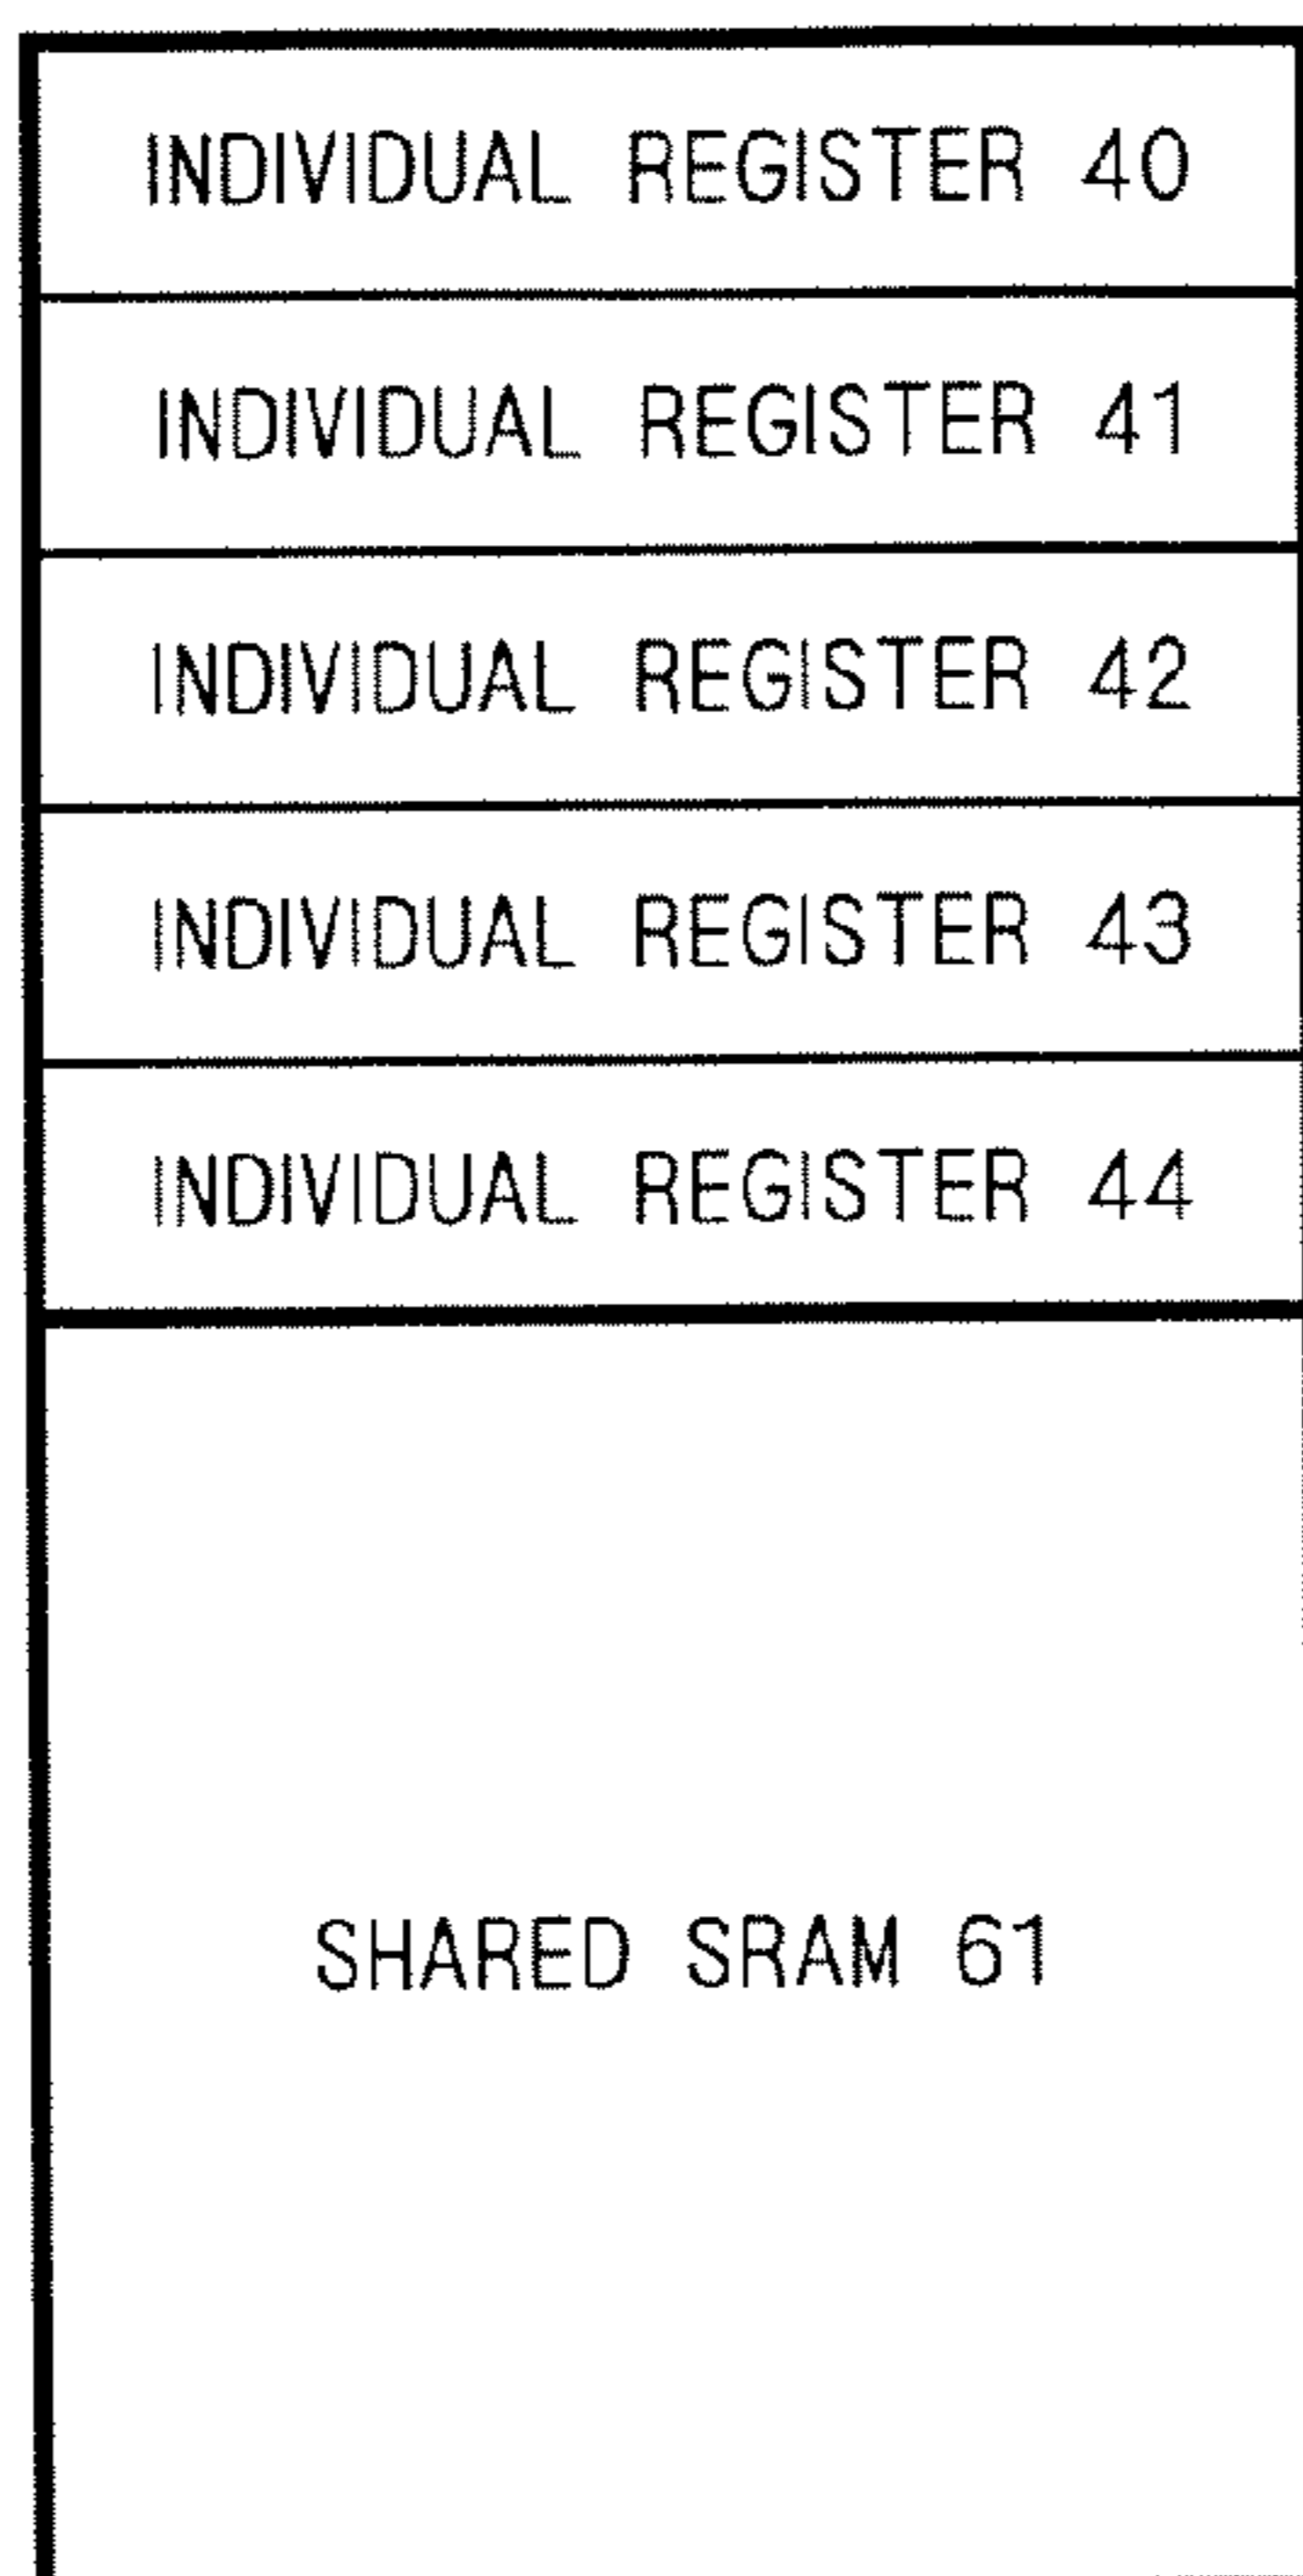 INDIVIDUAL REGISTER 40
INDIVIDUAL REGISTER 41
INDIVIDUAL REGISTER 42
INDIVIDUAL REGISTER 43
INDIVIDUAL REGISTER 44
SHARED SRAM 61